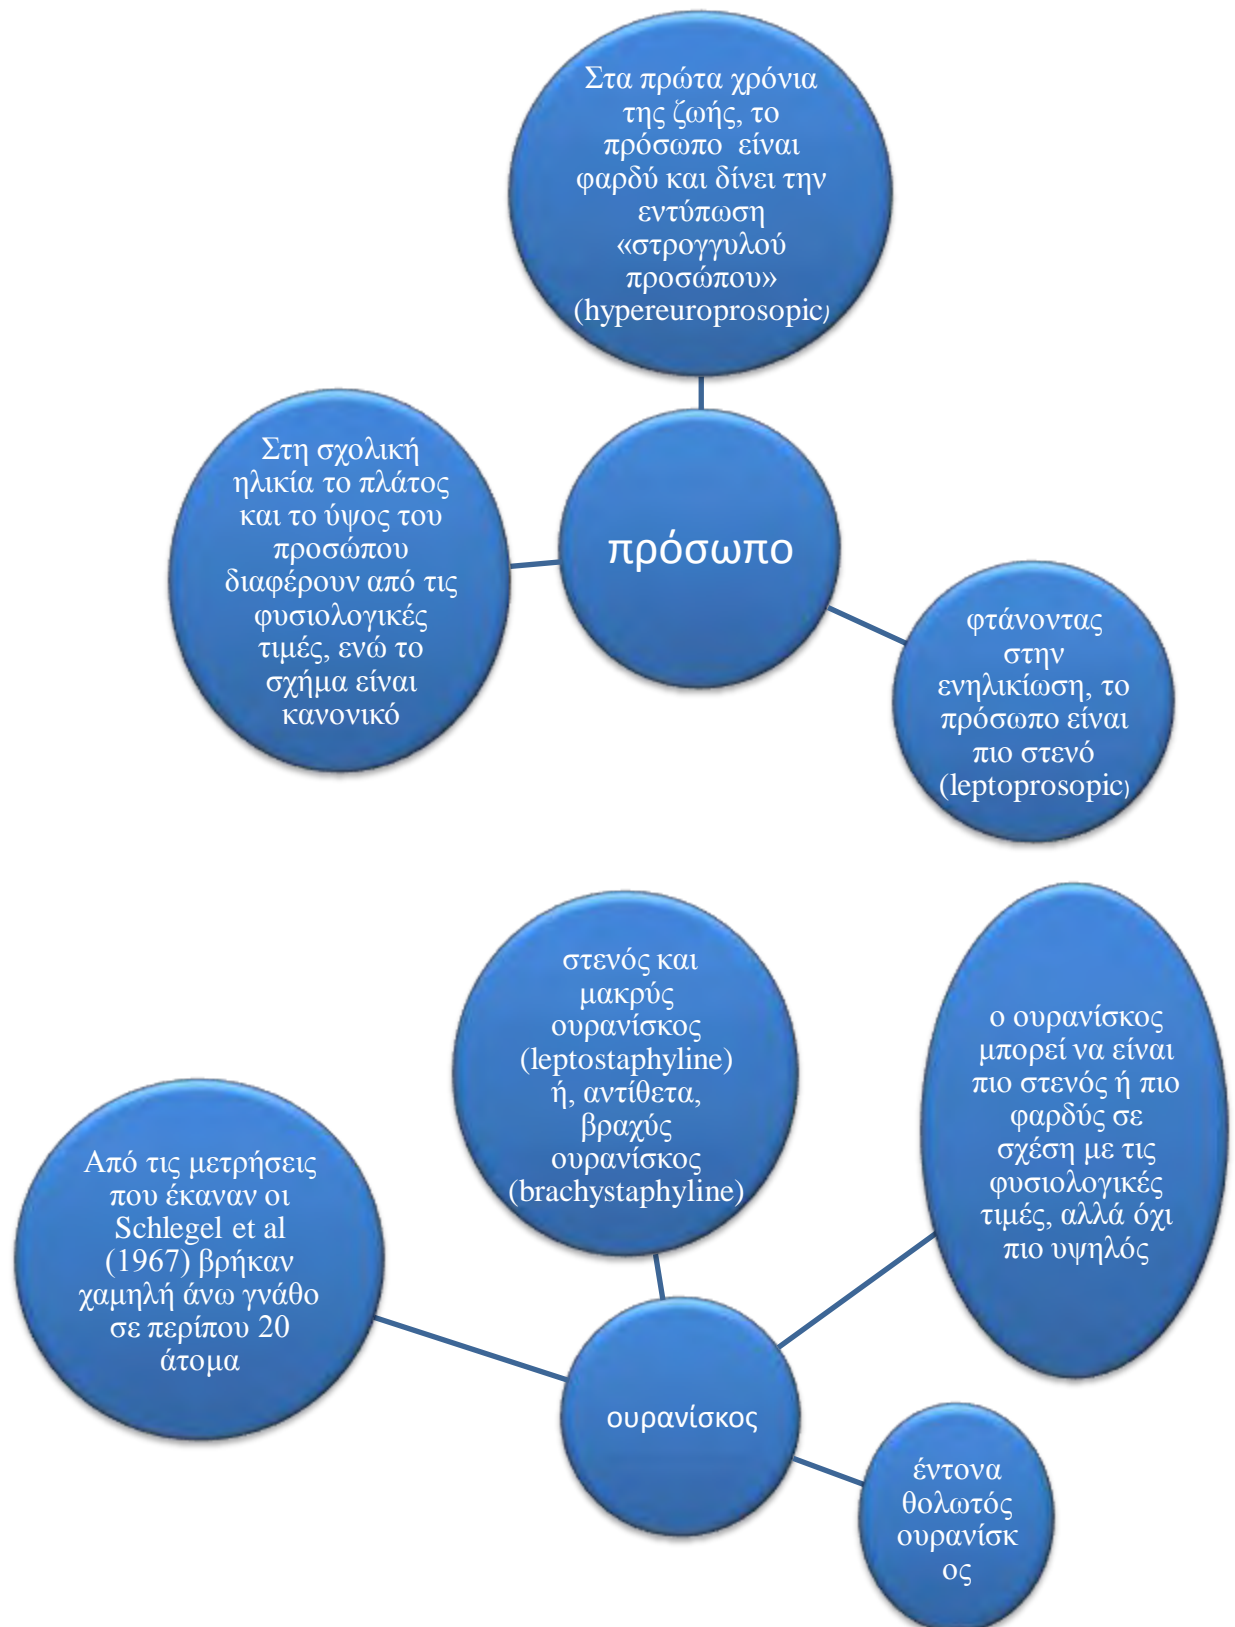 Στα πρώτα χρόνια
της ζωής, το
πρόσωπο είναι
φαρδύ και δίνει την
εντύπωση
«στρογγυλού
προσώπου»
(hypereuroprosopic)
Στη σχολική
ηλικία το πλάτος
και το ύψος του
προσώπου
διαφέρουν από τις
φυσιολογικές
τιμές, ενώ το
σχήμα είναι
κανονικό
πρόσωπο
φτάνοντας
στην
ενηλικίωση, το
πρόσωπο είναι
πιο στενό
(leptoprosopic)
στενός και
μακρύς
ουρανίσκος
(leptostaphyline)
ή, αντίθετα,
βραχύς
ουρανίσκος
(brachystaphyline)
ο ουρανίσκος
μπορεί να είναι
πιο στενός ή πιο
φαρδύς σε
σχέση με τις
φυσιολογικές
τιμές, αλλά όχι
πιο υψηλός
Από τις μετρήσεις
που έκαναν οι
Schlegel et al
(1967) βρήκαν
χαμηλή άνω γνάθο
σε περίπου 20
άτομα
ουρανίσκος
έντονα
θολωτός
ουρανίσκ
ος